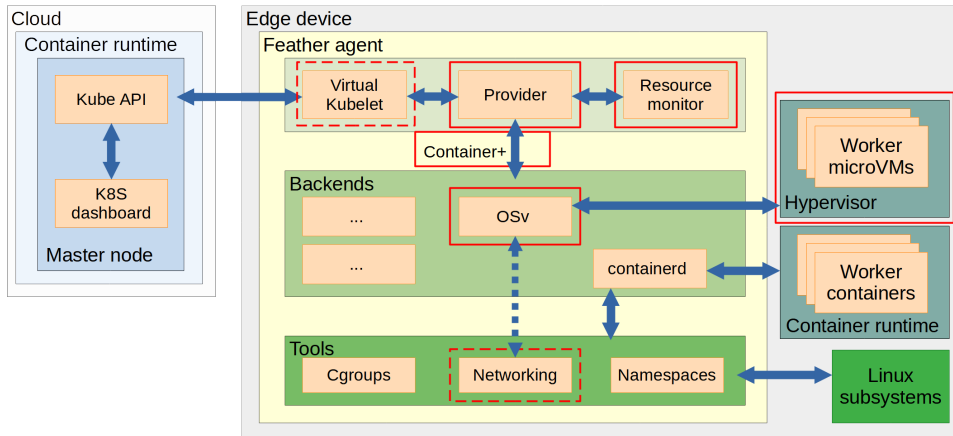 Cloud
Container runtime
Kube API
K8S
dashboard
Master node
Edge device
Feather agent
Virtual
Kubelet
Provider
Resource
monitor
Container+
Backends
...
...
OSv
containerd
Tools
Cgroups
Networking
Namespaces
Worker
microVMs
Hypervisor
Worker
containers
Container runtime
Linux
subsystems